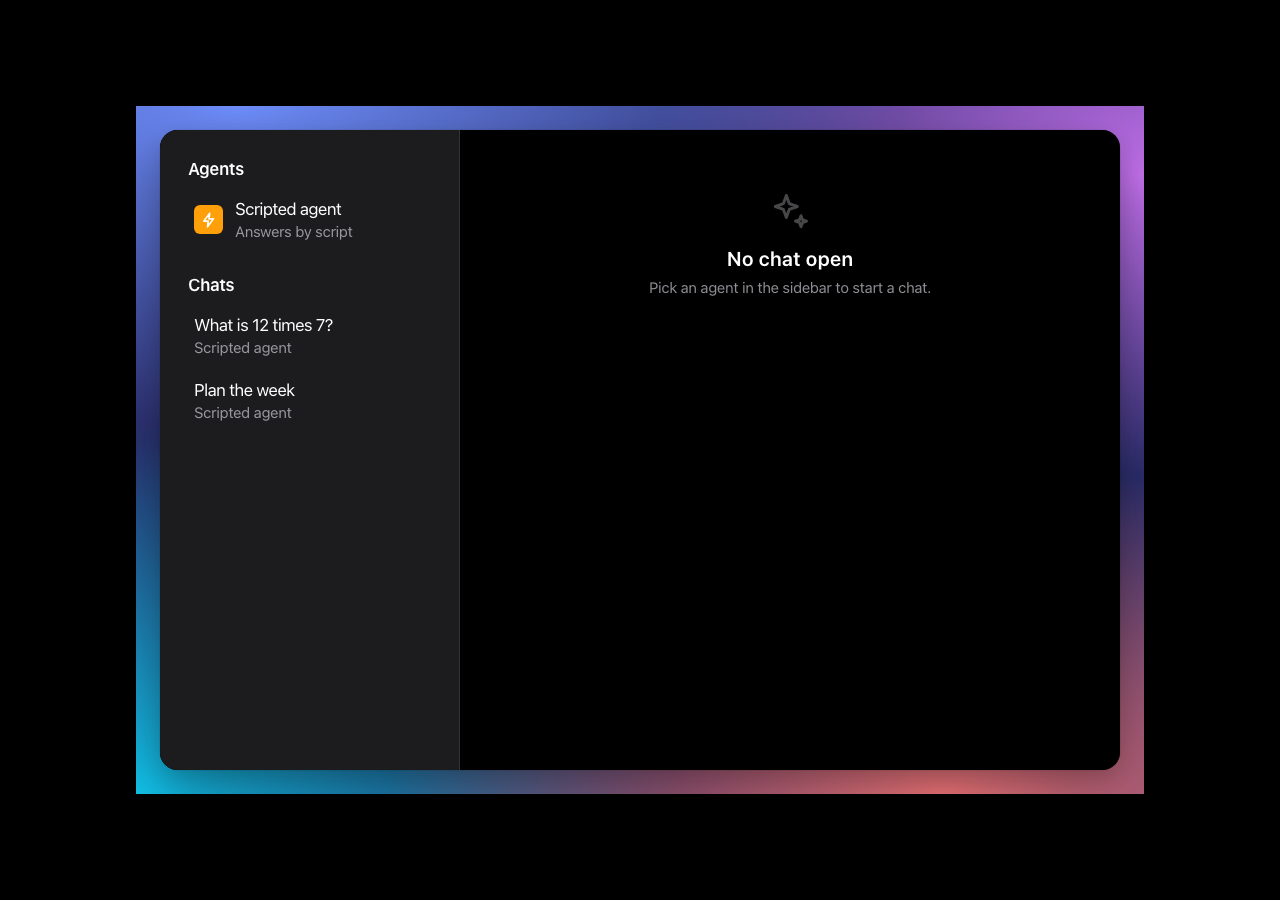 Agents
Scripted agent
Answers by script
Chats
What is 12 times 7?
Scripted agent
Plan the week
Scripted agent
No chat open
Pick an agent in the sidebar to start a chat.